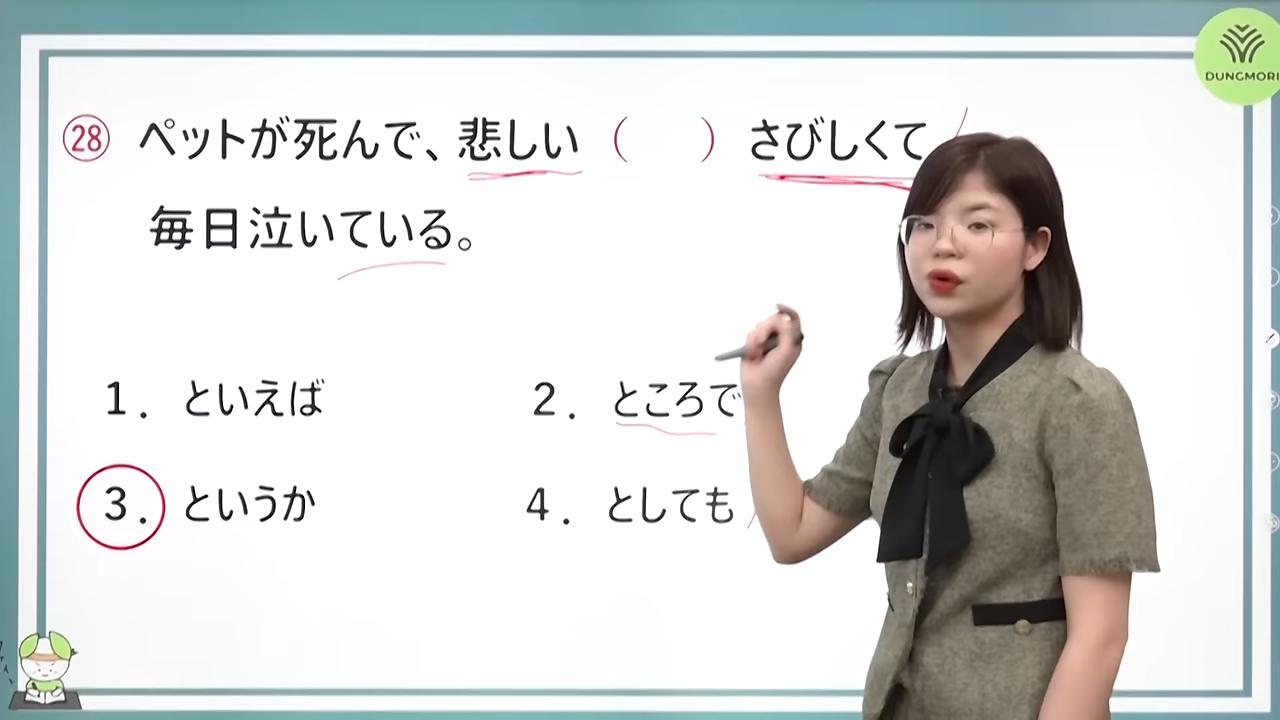 DUNGMORI
28 ペットが死んで、悲しい ( ) さびしくて
毎日泣いている。
1. といえば 2. ところで
3. というか 4. としても